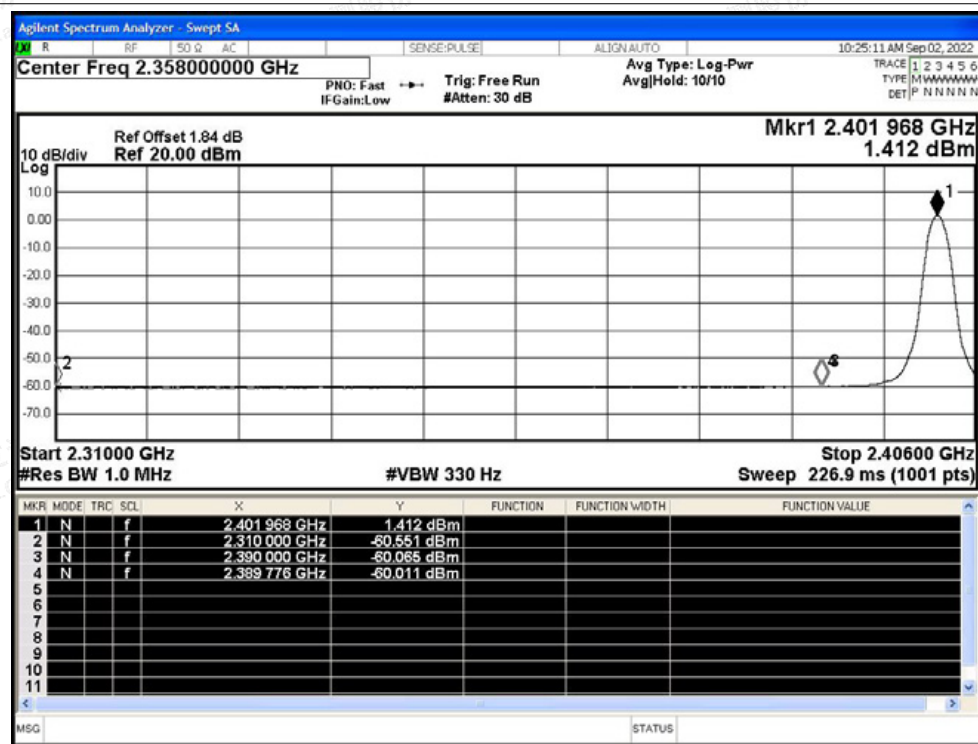 Agilent Spectrum Analyzer - Swept SA
R RF 50 Ω AC SENSE:PULSE ALIGN AUTO 10:25:11 AM Sep 02, 2022
Center Freq 2.358000000 GHz
PNO: Fast
IFGain:Low
Trig: Free Run
#Atten: 30 dB
Avg Type: Log-Pwr
Avg|Hold: 10/10
TRACE 1 2 3 4 5 6
TYPE M W W W W W
DET P N N N N N
Mkr1 2.401 968 GHz
1.412 dBm
Ref Offset 1.84 dB
10 dB/div Ref 20.00 dBm
Log
10.0
0.00
-10.0
-20.0
-30.0
-40.0
-50.0
-60.0
-70.0
1
2
4
Start 2.31000 GHz Stop 2.40600 GHz
#Res BW 1.0 MHz #VBW 330 Hz Sweep 226.9 ms (1001 pts)
MKR MODE TRC SCL X Y FUNCTION FUNCTION WIDTH FUNCTION VALUE
1 N f 2.401 968 GHz 1.412 dBm
2 N f 2.310 000 GHz -60.551 dBm
3 N f 2.390 000 GHz -60.065 dBm
4 N f 2.389 776 GHz -60.011 dBm
5
6
7
8
9
10
11
MSG STATUS